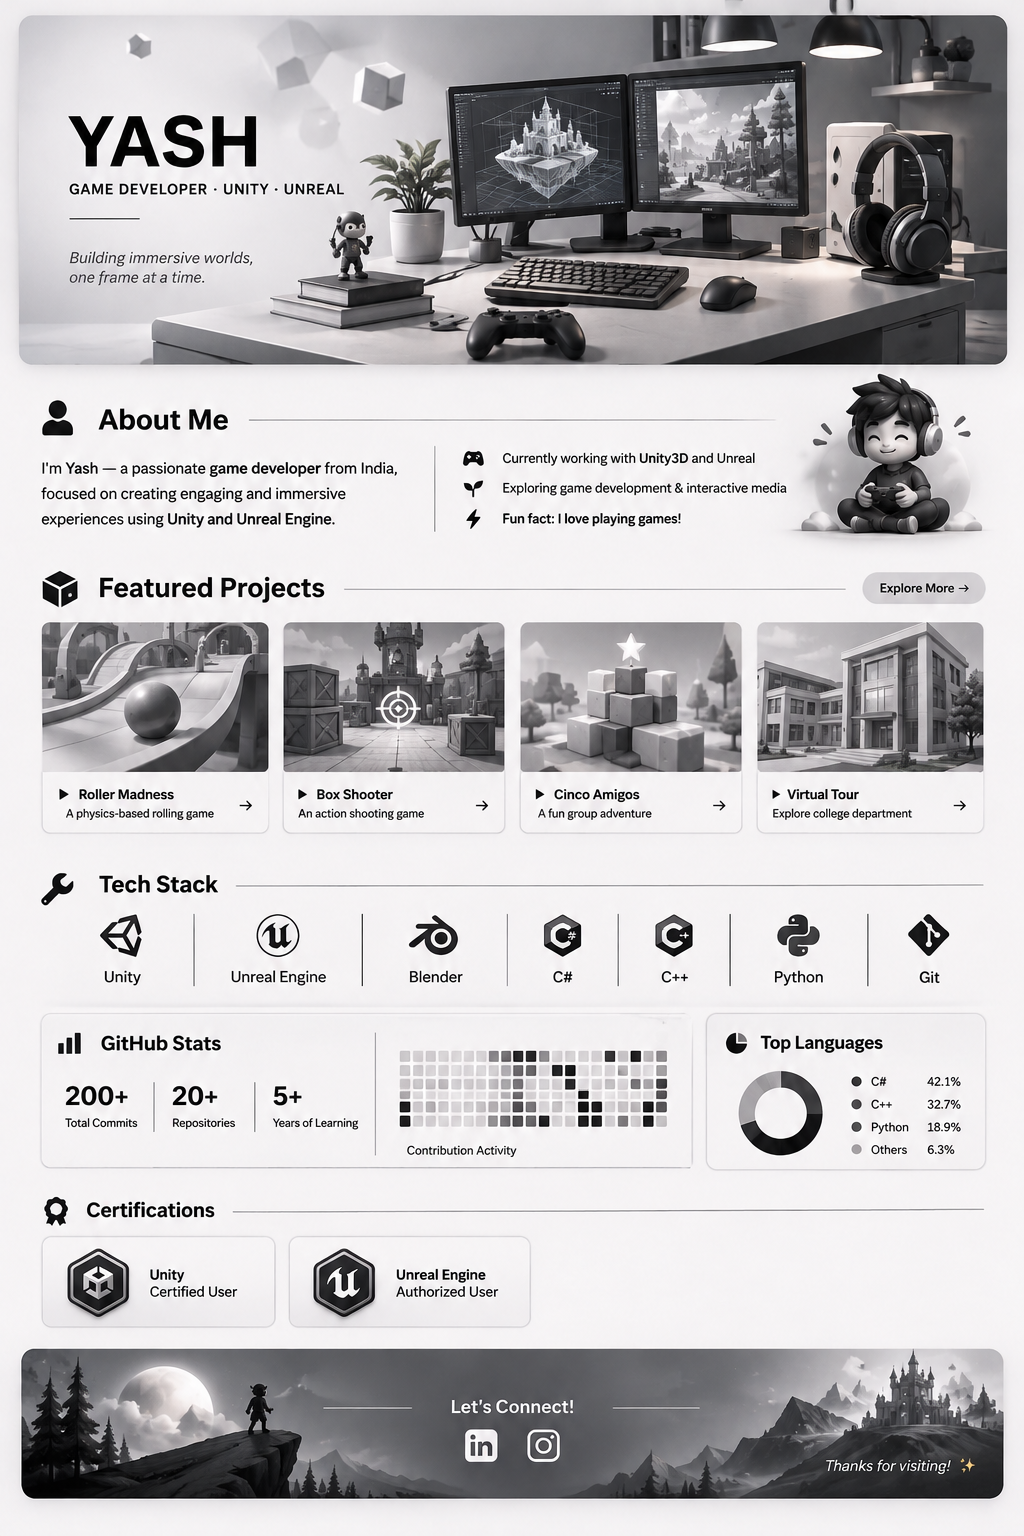 YASH
GAME DEVELOPER · UNITY · UNREAL
Building immersive worlds,
one frame at a time.
About Me
I'm Yash — a passionate game developer from India,
focused on creating engaging and immersive
experiences using Unity and Unreal Engine.
Currently working with Unity3D and Unreal
Exploring game development & interactive media
Fun fact: I love playing games!
Featured Projects
Explore More →
Roller Madness
A physics-based rolling game
Box Shooter
An action shooting game
Cinco Amigos
A fun group adventure
Virtual Tour
Explore college department
Tech Stack
Unity
Unreal Engine
Blender
C#
C++
Python
Git
GitHub Stats
200+
Total Commits
20+
Repositories
5+
Years of Learning
Contribution Activity
Top Languages
C# 42.1%
C++ 32.7%
Python 18.9%
Others 6.3%
Certifications
Unity
Certified User
Unreal Engine
Authorized User
Let's Connect!
in
Thanks for visiting! ✨